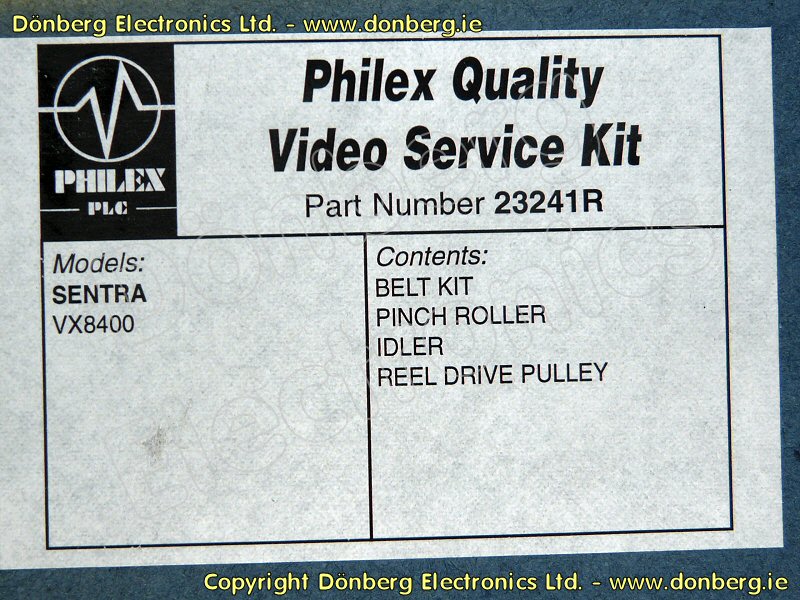 Dönberg Electronics Ltd. - www.donberg.ie
PHILEX
PLC
Philex Quality
Video Service Kit
Part Number 23241R
Models:
SENTRA
VX8400
Contents:
BELT KIT
PINCH ROLLER
IDLER
REEL DRIVE PULLEY
Copyright Dönberg Electronics Ltd. - www.donberg.ie